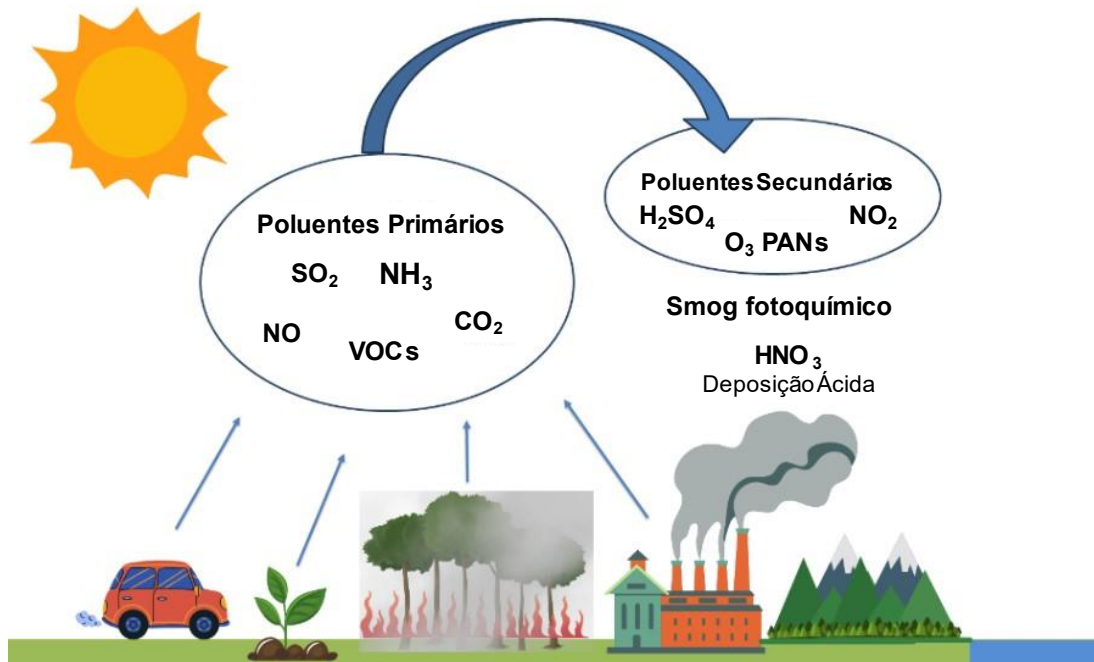 Poluentes Primários
SO₂ NH₃
NO VOCs CO₂
Poluentes Secundários
H₂SO₄ NO₂
O₃ PANs
Smog fotoquímico
HNO₃
Deposição Ácida